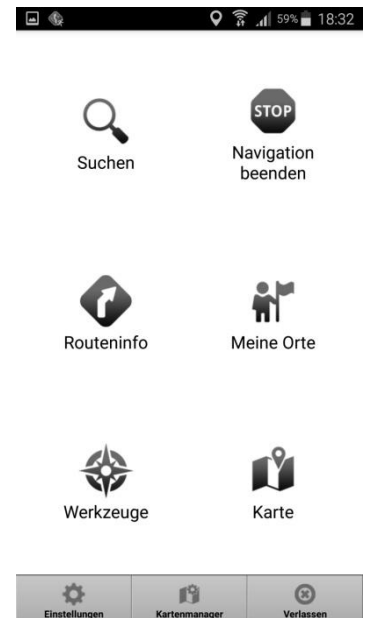 59% 18:32
STOP
Suchen
Navigation
beenden
Routeninfo
Meine Orte
Werkzeuge
Karte
Einstellungen
Kartenmanager
Verlassen